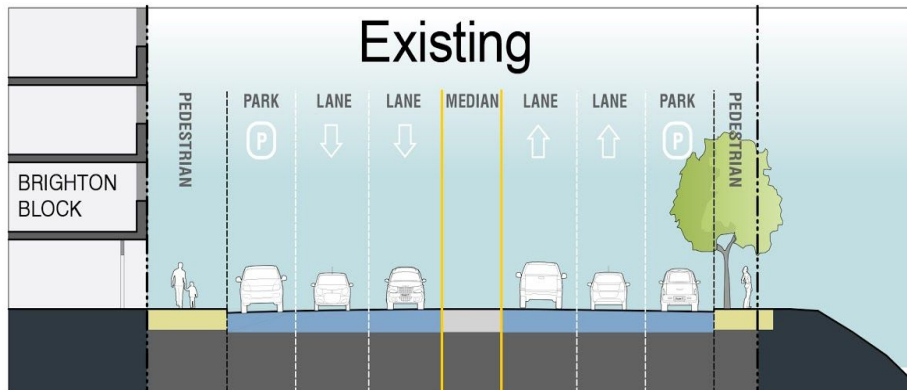 Existing
PEDESTRIAN
PARK
P
LANE
LANE
MEDIAN
LANE
LANE
PARK
P
PEDESTRIAN
BRIGHTON
BLOCK